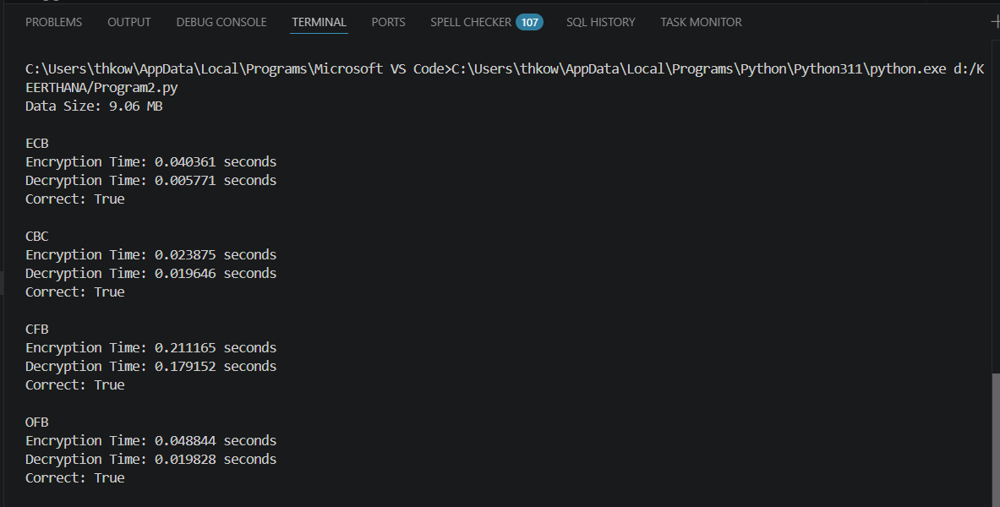 PROBLEMS OUTPUT DEBUG CONSOLE TERMINAL PORTS SPELL CHECKER 107 SQL HISTORY TASK MONITOR
C:\Users\thkow\AppData\Local\Programs\Microsoft VS Code>C:\Users\thkow\AppData\Local\Programs\Python\Python311\python.exe d:/K
EERTHANA/Program2.py
Data Size: 9.06 MB
ECB
Encryption Time: 0.040361 seconds
Decryption Time: 0.005771 seconds
Correct: True
CBC
Encryption Time: 0.023875 seconds
Decryption Time: 0.019646 seconds
Correct: True
CFB
Encryption Time: 0.211165 seconds
Decryption Time: 0.179152 seconds
Correct: True
OFB
Encryption Time: 0.048844 seconds
Decryption Time: 0.019828 seconds
Correct: True